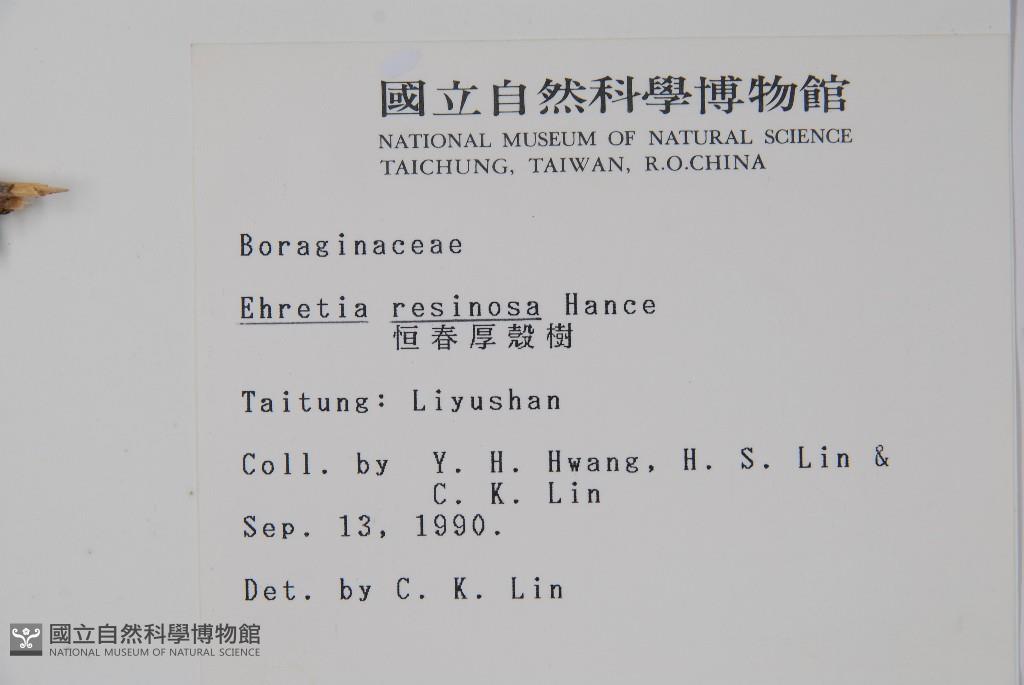 國立自然科學博物館
NATIONAL MUSEUM OF NATURAL SCIENCE
TAICHUNG, TAIWAN, R.O.CHINA
Boraginaceae
Ehretia resinosa Hance
恒春厚殼樹
Taitung: Liyushan
Coll. by Y. H. Hwang, H. S. Lin &
C. K. Lin
Sep. 13, 1990.
Det. by C. K. Lin
國立自然科學博物館
NATIONAL MUSEUM OF NATURAL SCIENCE